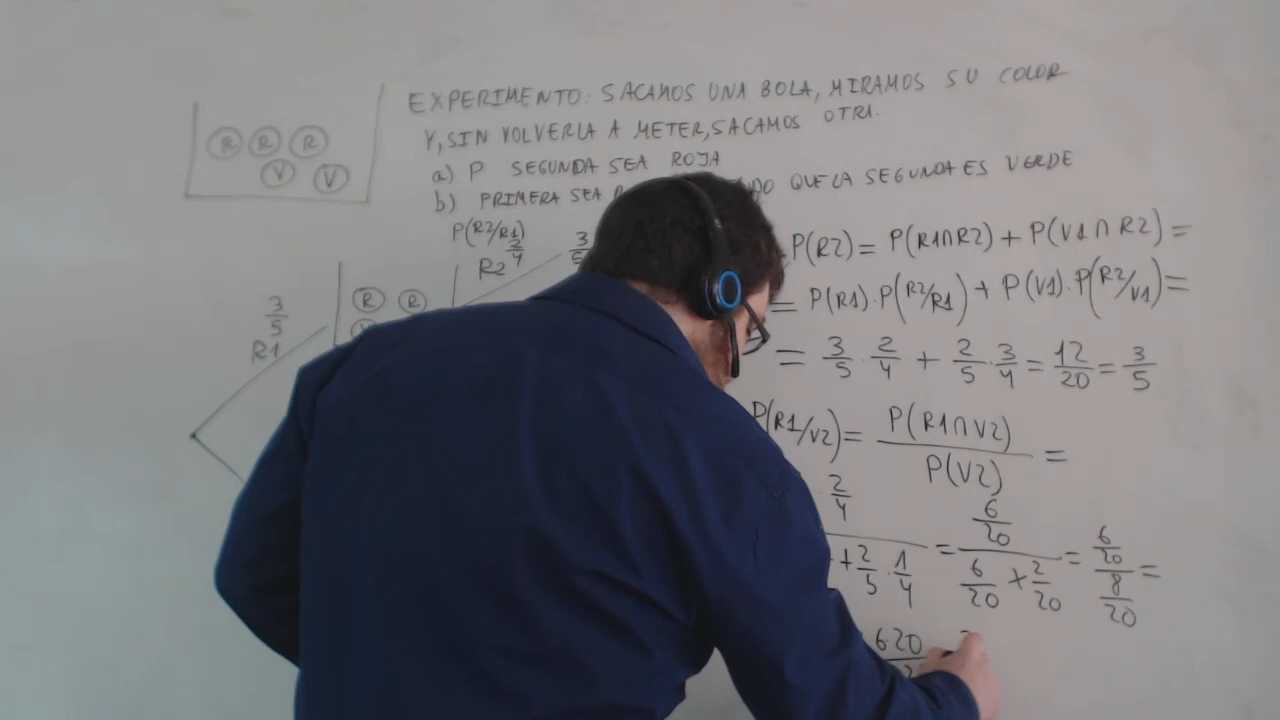 EXPERIMENTO: SACAMOS UNA BOLA, MIRAMOS SU COLOR
Y, SIN VOLVERLA A METER, SACAMOS OTRA.
a) P SEGUNDA SEA ROJA
b) PRIMERA SEA QUE LA SEGUNDA ES VERDE
R R R
V V
P(R2/R1)
2/4
R2
3/5
R1
R R
P(R2) = P(R1∩R2) + P(V1∩R2) =
= P(R1)·P(R2/R1) + P(V1)·P(R2/V1) =
= 3/5 · 2/4 + 2/5 · 3/4 = 12/20 = 3/5
P(R1/V2) = P(R1∩V2) / P(V2) =
· 2/4
+ 2/5 · 1/4 = 6/20 / 6/20 + 2/20 = 6/20 / 8/20 =
6·20